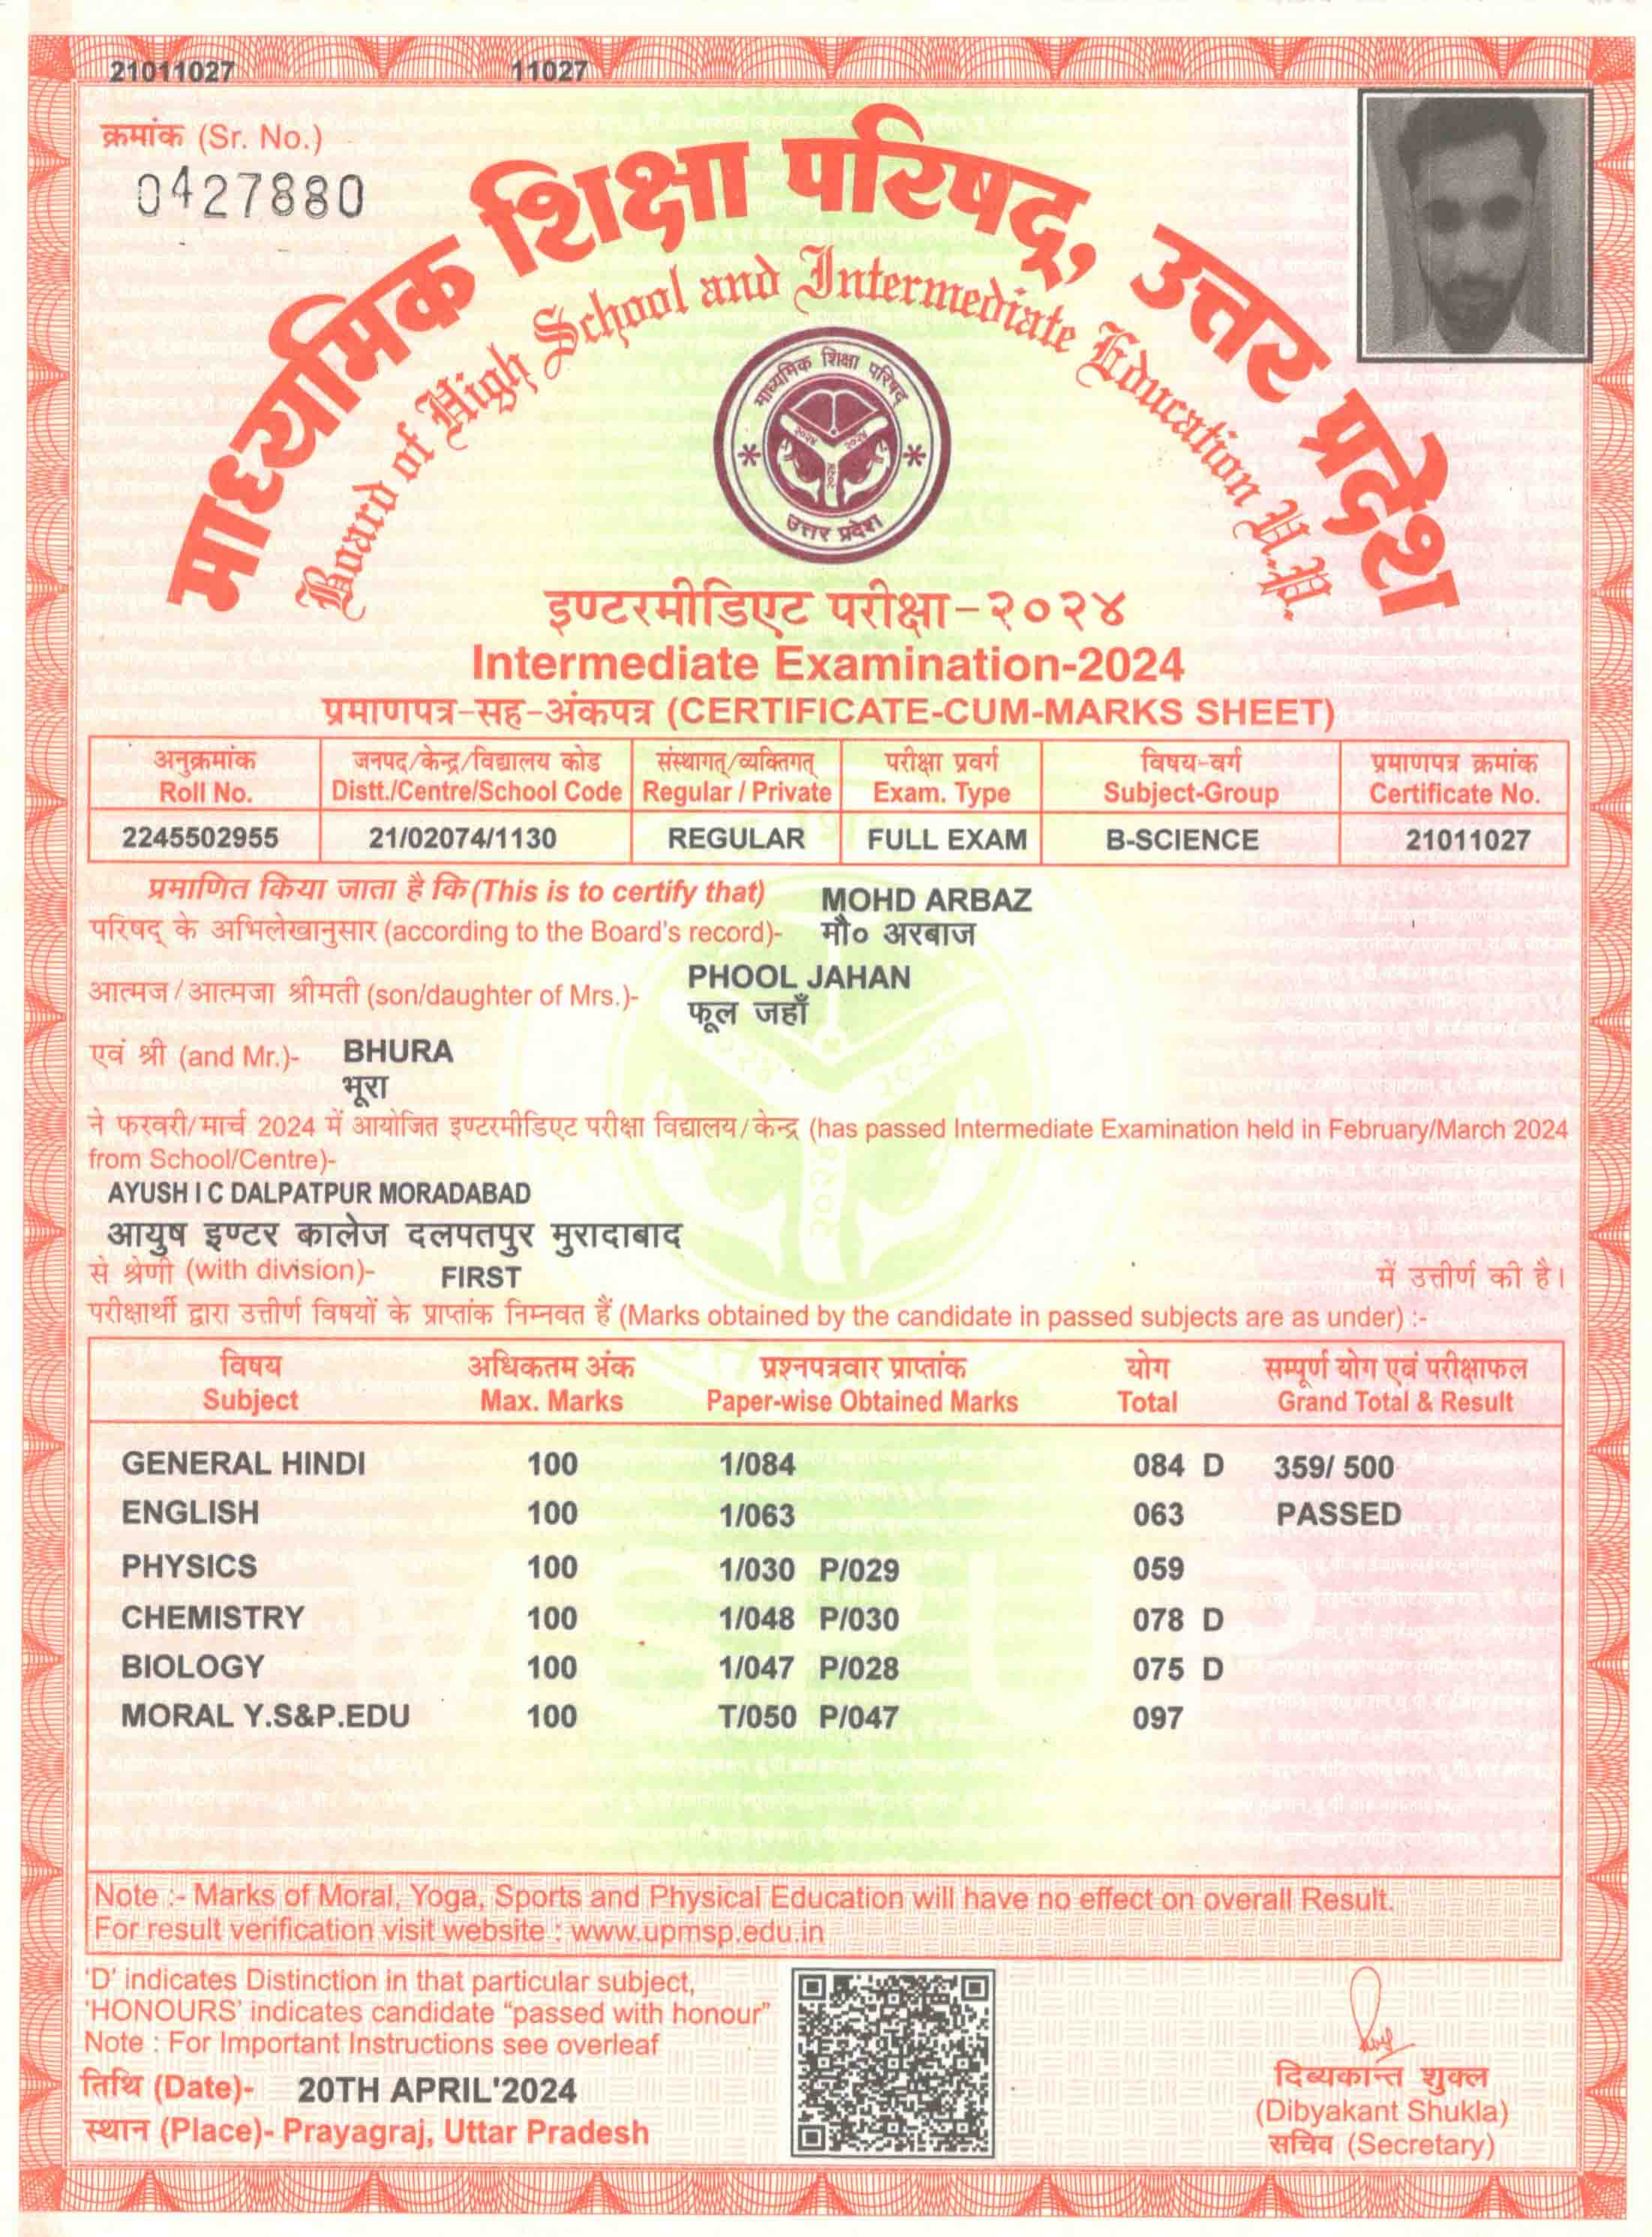 21011027 11027
क्रमांक (Sr. No.)
0427880
माध्यमिक शिक्षा परिषद्, उत्तर प्रदेश
Board of High School and Intermediate Education U.P.
माध्यमिक शिक्षा परिषद
२०२४ २०२४
२०२४
उत्तर प्रदेश
इण्टरमीडिएट परीक्षा-२०२४
Intermediate Examination-2024
प्रमाणपत्र-सह-अंकपत्र (CERTIFICATE-CUM-MARKS SHEET)
अनुक्रमांक जनपद/केन्द्र/विद्यालय कोड संस्थागत्/व्यक्तिगत् परीक्षा प्रवर्ग विषय-वर्ग प्रमाणपत्र क्रमांक
Roll No. Distt./Centre/School Code Regular / Private Exam. Type Subject-Group Certificate No.
2245502955 21/02074/1130 REGULAR FULL EXAM B-SCIENCE 21011027
प्रमाणित किया जाता है कि (This is to certify that) MOHD ARBAZ
परिषद् के अभिलेखानुसार (according to the Board's record)- मौ० अरबाज
PHOOL JAHAN
आत्मज/आत्मजा श्रीमती (son/daughter of Mrs.)-
फूल जहाँ
एवं श्री (and Mr.)- BHURA
भूरा
ने फरवरी/मार्च 2024 में आयोजित इण्टरमीडिएट परीक्षा विद्यालय/केन्द्र (has passed Intermediate Examination held in February/March 2024
from School/Centre)-
AYUSH I C DALPATPUR MORADABAD
आयुष इण्टर कालेज दलपतपुर मुरादाबाद
से श्रेणी (with division)- FIRST में उत्तीर्ण की है।
परीक्षार्थी द्वारा उत्तीर्ण विषयों के प्राप्तांक निम्नवत हैं (Marks obtained by the candidate in passed subjects are as under) :-
विषय अधिकतम अंक प्रश्नपत्रवार प्राप्तांक योग सम्पूर्ण योग एवं परीक्षाफल
Subject Max. Marks Paper-wise Obtained Marks Total Grand Total & Result
GENERAL HINDI 100 1/084 084 D 359/ 500
ENGLISH 100 1/063 063 PASSED
PHYSICS 100 1/030 P/029 059
CHEMISTRY 100 1/048 P/030 078 D
BIOLOGY 100 1/047 P/028 075 D
MORAL Y.S&P.EDU 100 T/050 P/047 097
Note :- Marks of Moral, Yoga, Sports and Physical Education will have no effect on overall Result.
For result verification visit website : www.upmsp.edu.in
'D' indicates Distinction in that particular subject,
'HONOURS' indicates candidate "passed with honour"
Note : For Important Instructions see overleaf
तिथि (Date)- 20TH APRIL'2024
स्थान (Place)- Prayagraj, Uttar Pradesh
दिब्यकान्त शुक्ल
(Dibyakant Shukla)
सचिव (Secretary)